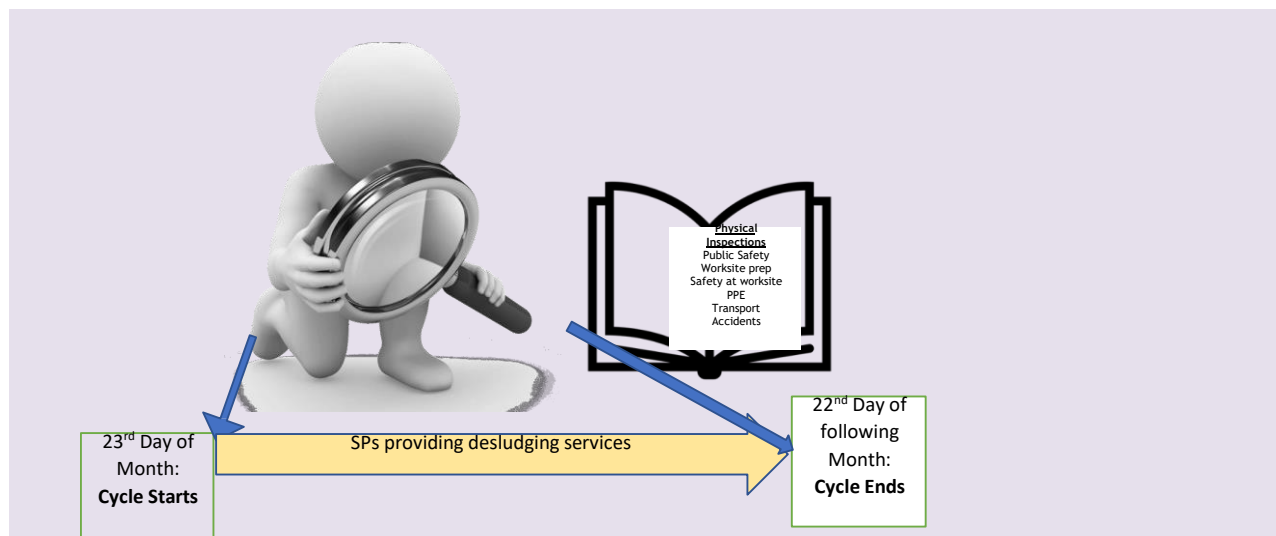 Physical
Inspections
Public Safety
Worksite prep
Safety at worksite
PPE
Transport
Accidents
23rd Day of
Month:
Cycle Starts
SPs providing desludging services
22nd Day of
following
Month:
Cycle Ends